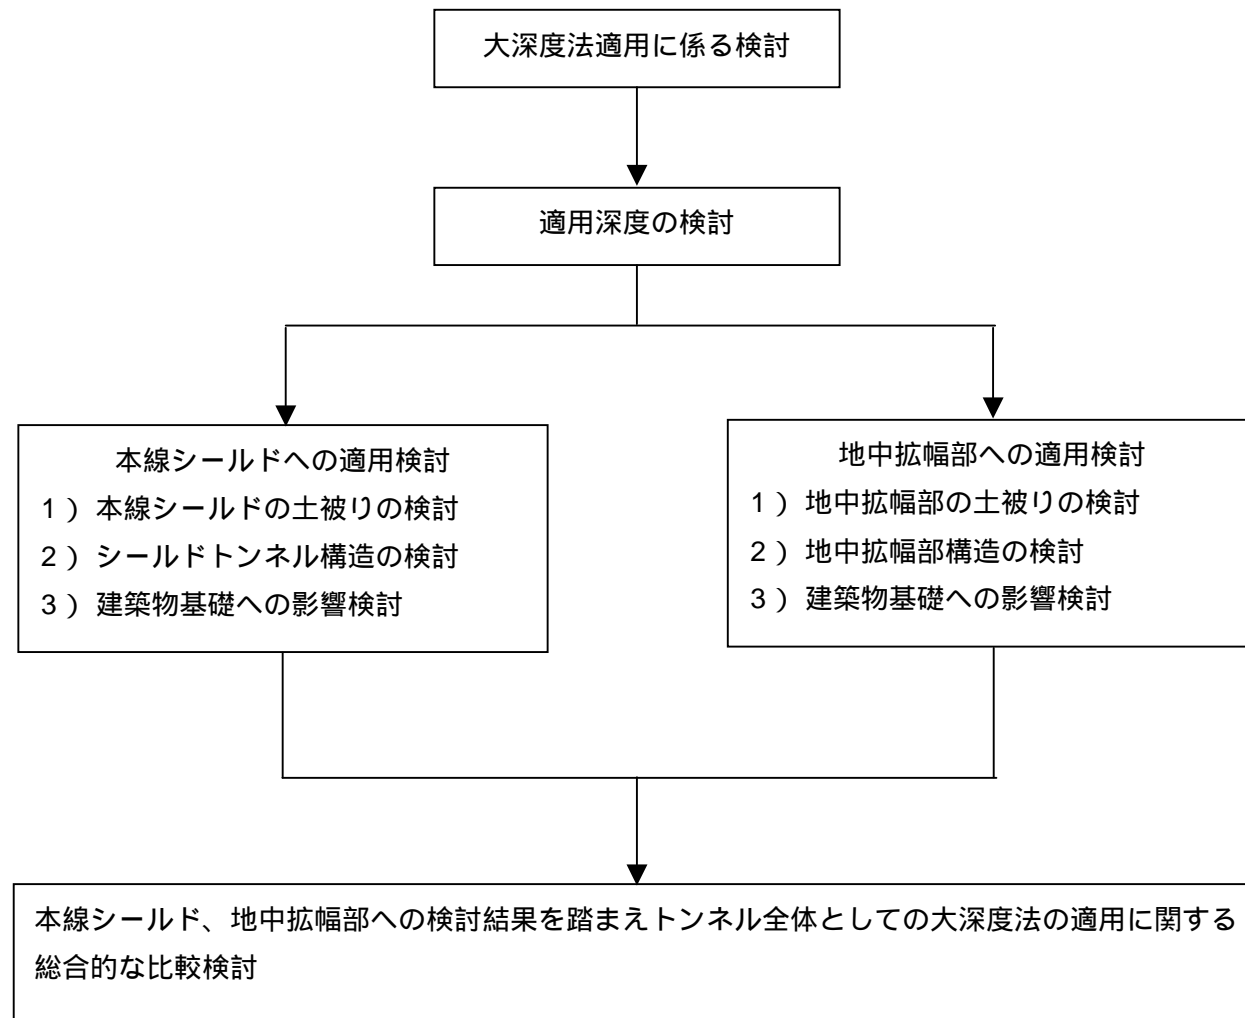 大深度法適用に係る検討
適用深度の検討
本線シールドへの適用検討
1）本線シールドの土被りの検討
2）シールドトンネル構造の検討
3）建築物基礎への影響検討
地中拡幅部への適用検討
1）地中拡幅部の土被りの検討
2）地中拡幅部構造の検討
3）建築物基礎への影響検討
本線シールド、地中拡幅部への検討結果を踏まえトンネル全体としての大深度法の適用に関する
総合的な比較検討